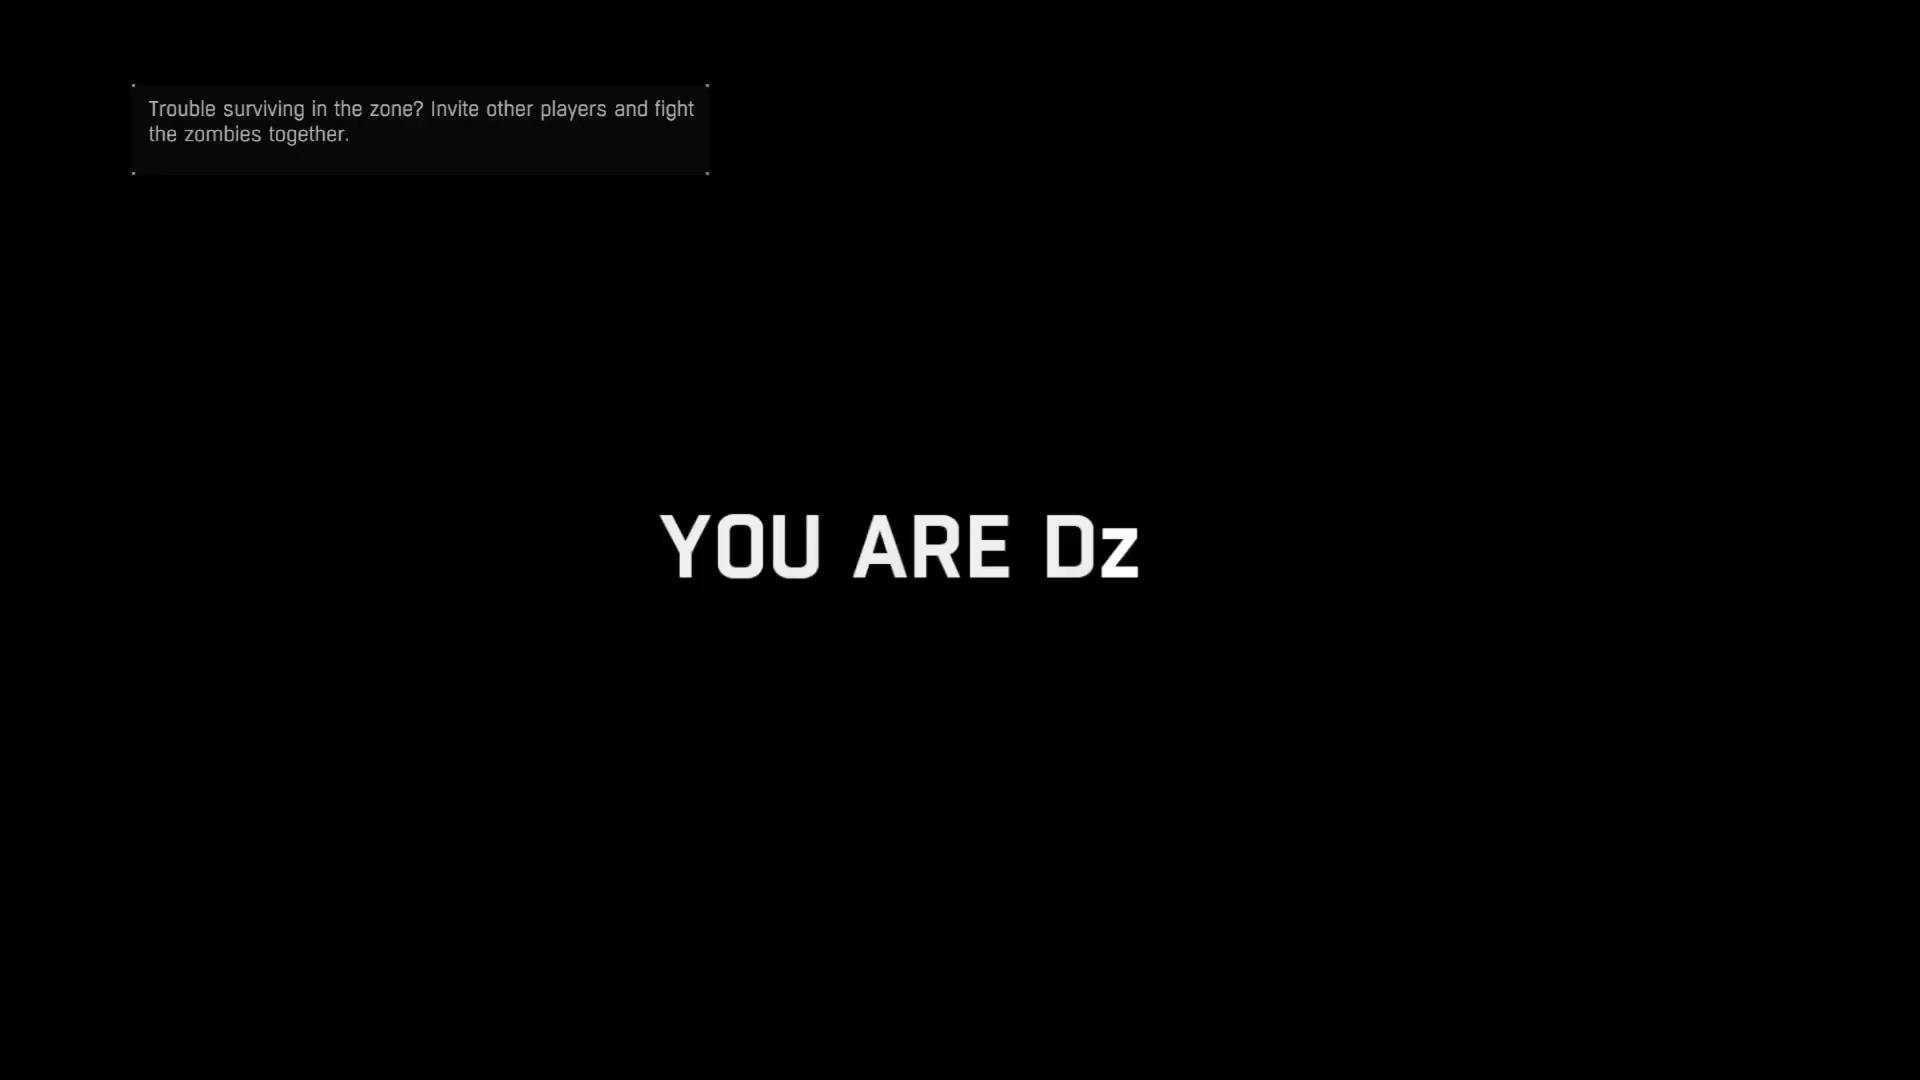 Trouble surviving in the zone? Invite other players and fight
the zombies together.
YOU ARE Dz